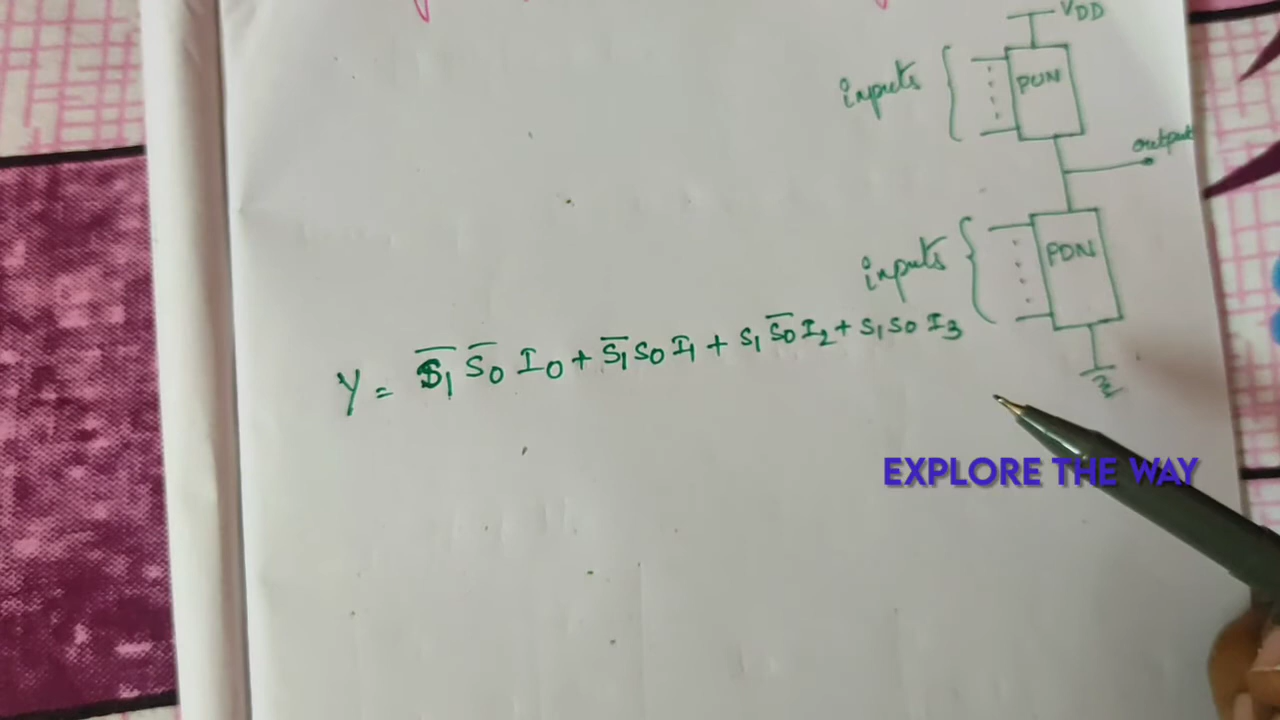 VDD
inputs
PUN
output
inputs
PDN
Y = S̅₁ S̅₀ I₀ + S̅₁ S₀ I₁ + S₁ S̅₀ I₂ + S₁ S₀ I₃
EXPLORE THE WAY